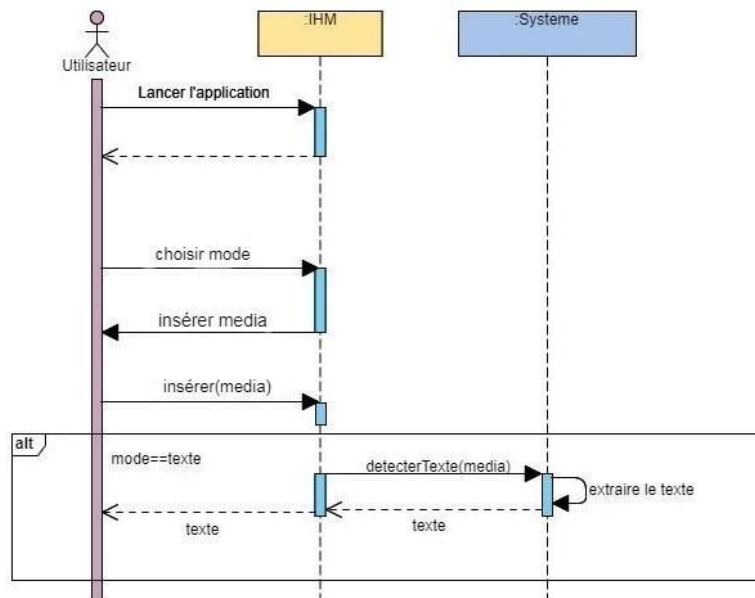 :IHM
:Systeme
Utilisateur
Lancer l'application
choisir mode
insérer media
insérer(media)
alt
mode==texte
detecterTexte(media)
extraire le texte
texte
texte